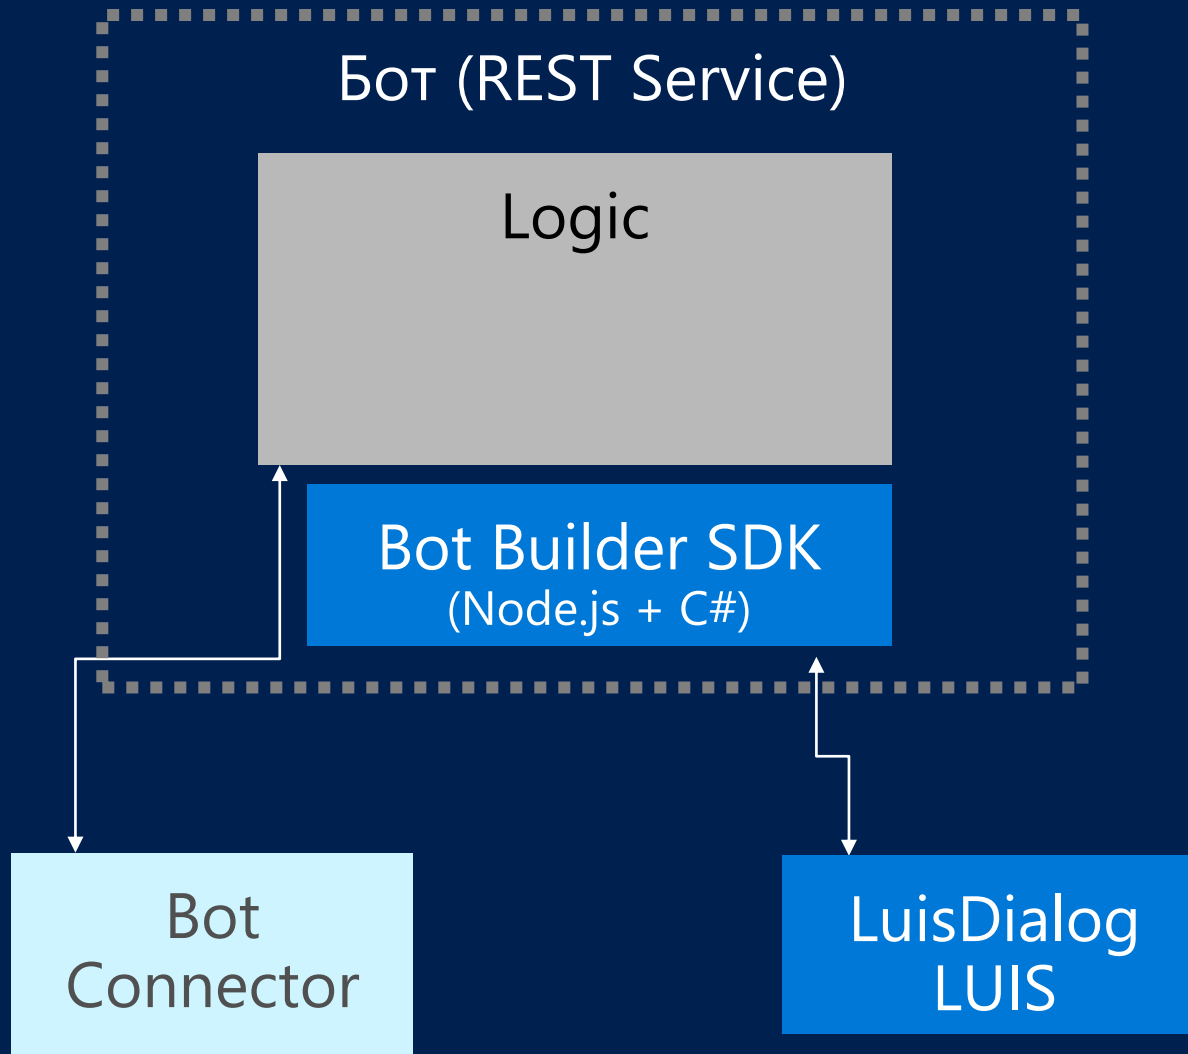 Бот (REST Service)
Logic
Bot Builder SDK
(Node.js + C#)
Bot
Connector
LuisDialog
LUIS